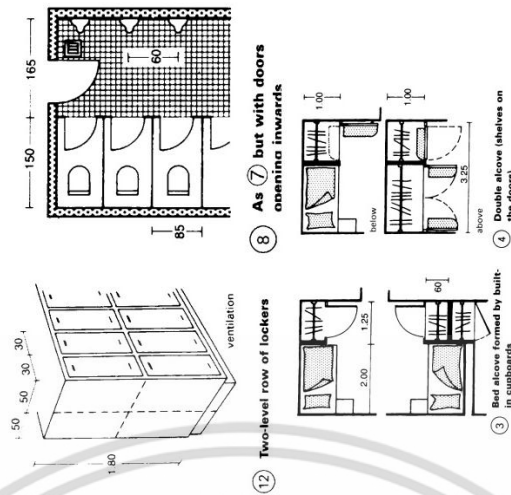 50
50
30
30
1.80
ventilation
12 Two-level row of lockers
150
165
60
85
8 As 7 but with doors
opening inwards
2.00
1.25
60
3 Bed alcove formed by built-
in cupboards
below
1.00
above
1.00
3.25
4 Double alcove (shelves on
the doors)